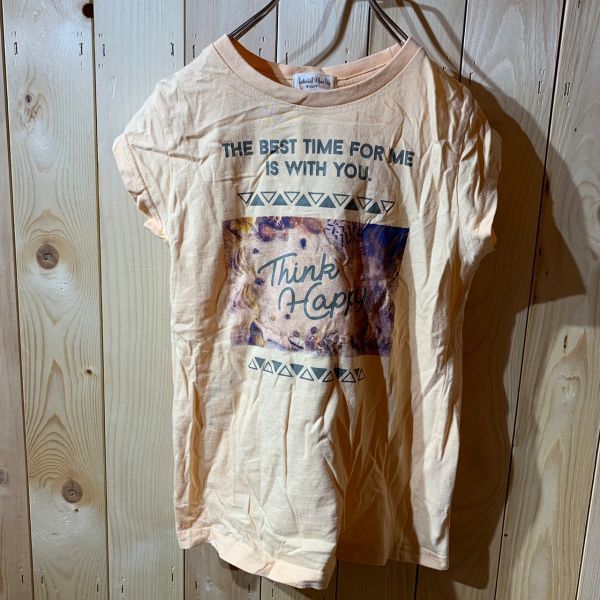 THE BEST TIME FOR ME
IS WITH YOU.
Think
Happy